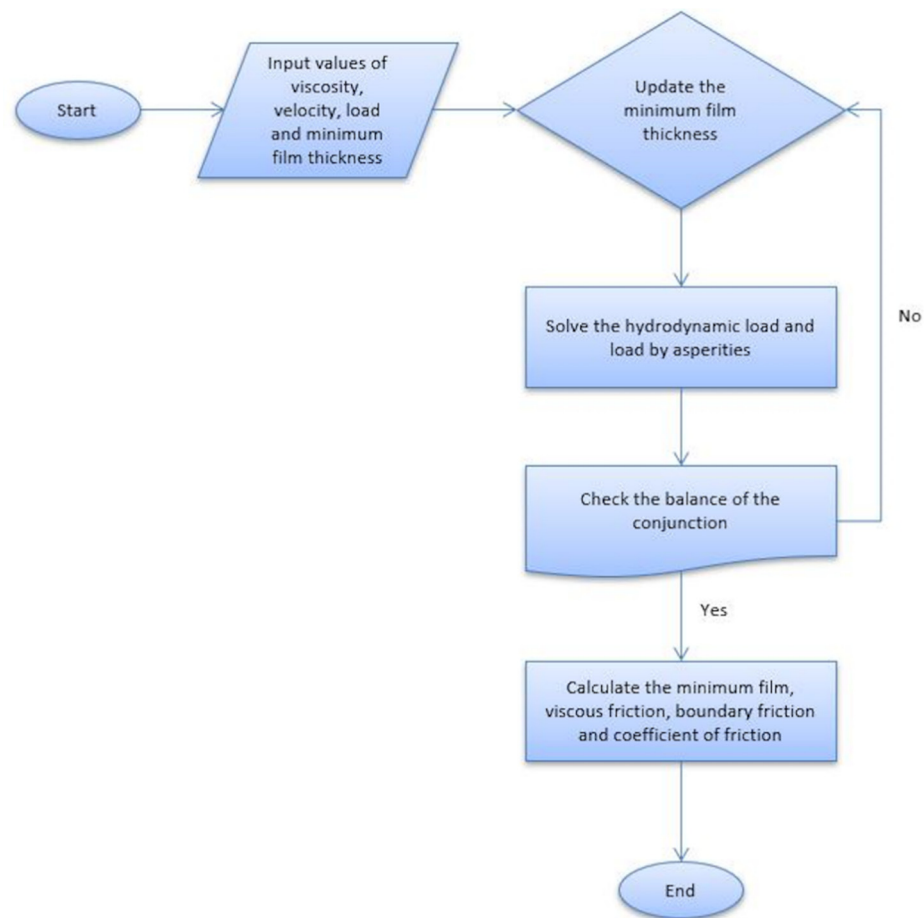 Start
Input values of
viscosity,
velocity, load
and minimum
film thickness
Update the
minimum film
thickness
Solve the hydrodynamic load and
load by asperities
No
Check the balance of the
conjunction
Yes
Calculate the minimum film,
viscous friction, boundary friction
and coefficient of friction
End